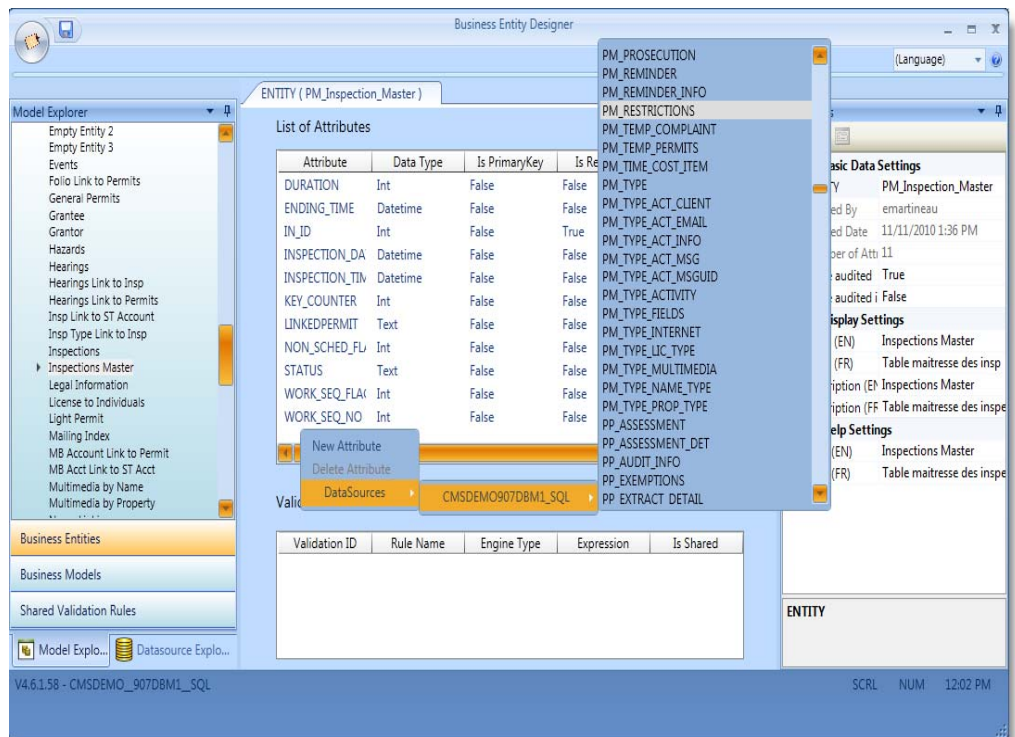 Business Entity Designer
(Language)
ENTITY ( PM_Inspection_Master )
Model Explorer
Empty Entity 2
Empty Entity 3
Events
Folio Link to Permits
General Permits
Grantee
Grantor
Hazards
Hearings
Hearings Link to Insp
Hearings Link to Permits
Insp Link to ST Account
Insp Type Link to Insp
Inspections
Inspections Master
Legal Information
License to Individuals
Light Permit
Mailing Index
MB Account Link to Permit
MB Acct Link to ST Acct
Multimedia by Name
Multimedia by Property
Business Entities
Business Models
Shared Validation Rules
Model Explo...
Datasource Explo...
List of Attributes
Attribute Data Type Is PrimaryKey Is Re
DURATION Int False False
ENDING_TIME Datetime False False
IN_ID Int False True
INSPECTION_DA Datetime False False
INSPECTION_TIM Datetime False False
KEY_COUNTER Int False False
LINKEDPERMIT Text False False
NON_SCHED_FLA Int False False
STATUS Text False False
WORK_SEQ_FLAG Int False False
WORK_SEQ_NO Int False False
New Attribute
Delete Attribute
DataSources
CMSDEMO907DBM1_SQL
PM_PROSECUTION
PM_REMINDER
PM_REMINDER_INFO
PM_RESTRICTIONS
PM_TEMP_COMPLAINT
PM_TEMP_PERMITS
PM_TIME_COST_ITEM
PM_TYPE
PM_TYPE_ACT_CLIENT
PM_TYPE_ACT_EMAIL
PM_TYPE_ACT_INFO
PM_TYPE_ACT_MSG
PM_TYPE_ACT_MSGUID
PM_TYPE_ACTIVITY
PM_TYPE_FIELDS
PM_TYPE_INTERNET
PM_TYPE_LIC_TYPE
PM_TYPE_MULTIMEDIA
PM_TYPE_NAME_TYPE
PM_TYPE_PROP_TYPE
PP_ASSESSMENT
PP_ASSESSMENT_DET
PP_AUDIT_INFO
PP_EXEMPTIONS
PP_EXTRACT_DETAIL
Valid
Validation ID Rule Name Engine Type Expression Is Shared
asic Data Settings
Y PM_Inspection_Master
ed By emartineau
ed Date 11/11/2010 1:36 PM
ber of Atti 11
audited True
audited i False
isplay Settings
(EN) Inspections Master
(FR) Table maitresse des insp
ription (EN Inspections Master
ription (FR Table maitresse des inspe
elp Settings
(EN) Inspections Master
(FR) Table maitresse des inspe
ENTITY
V4.6.1.58 - CMSDEMO__907DBM1__SQL
SCRL NUM 12:02 PM